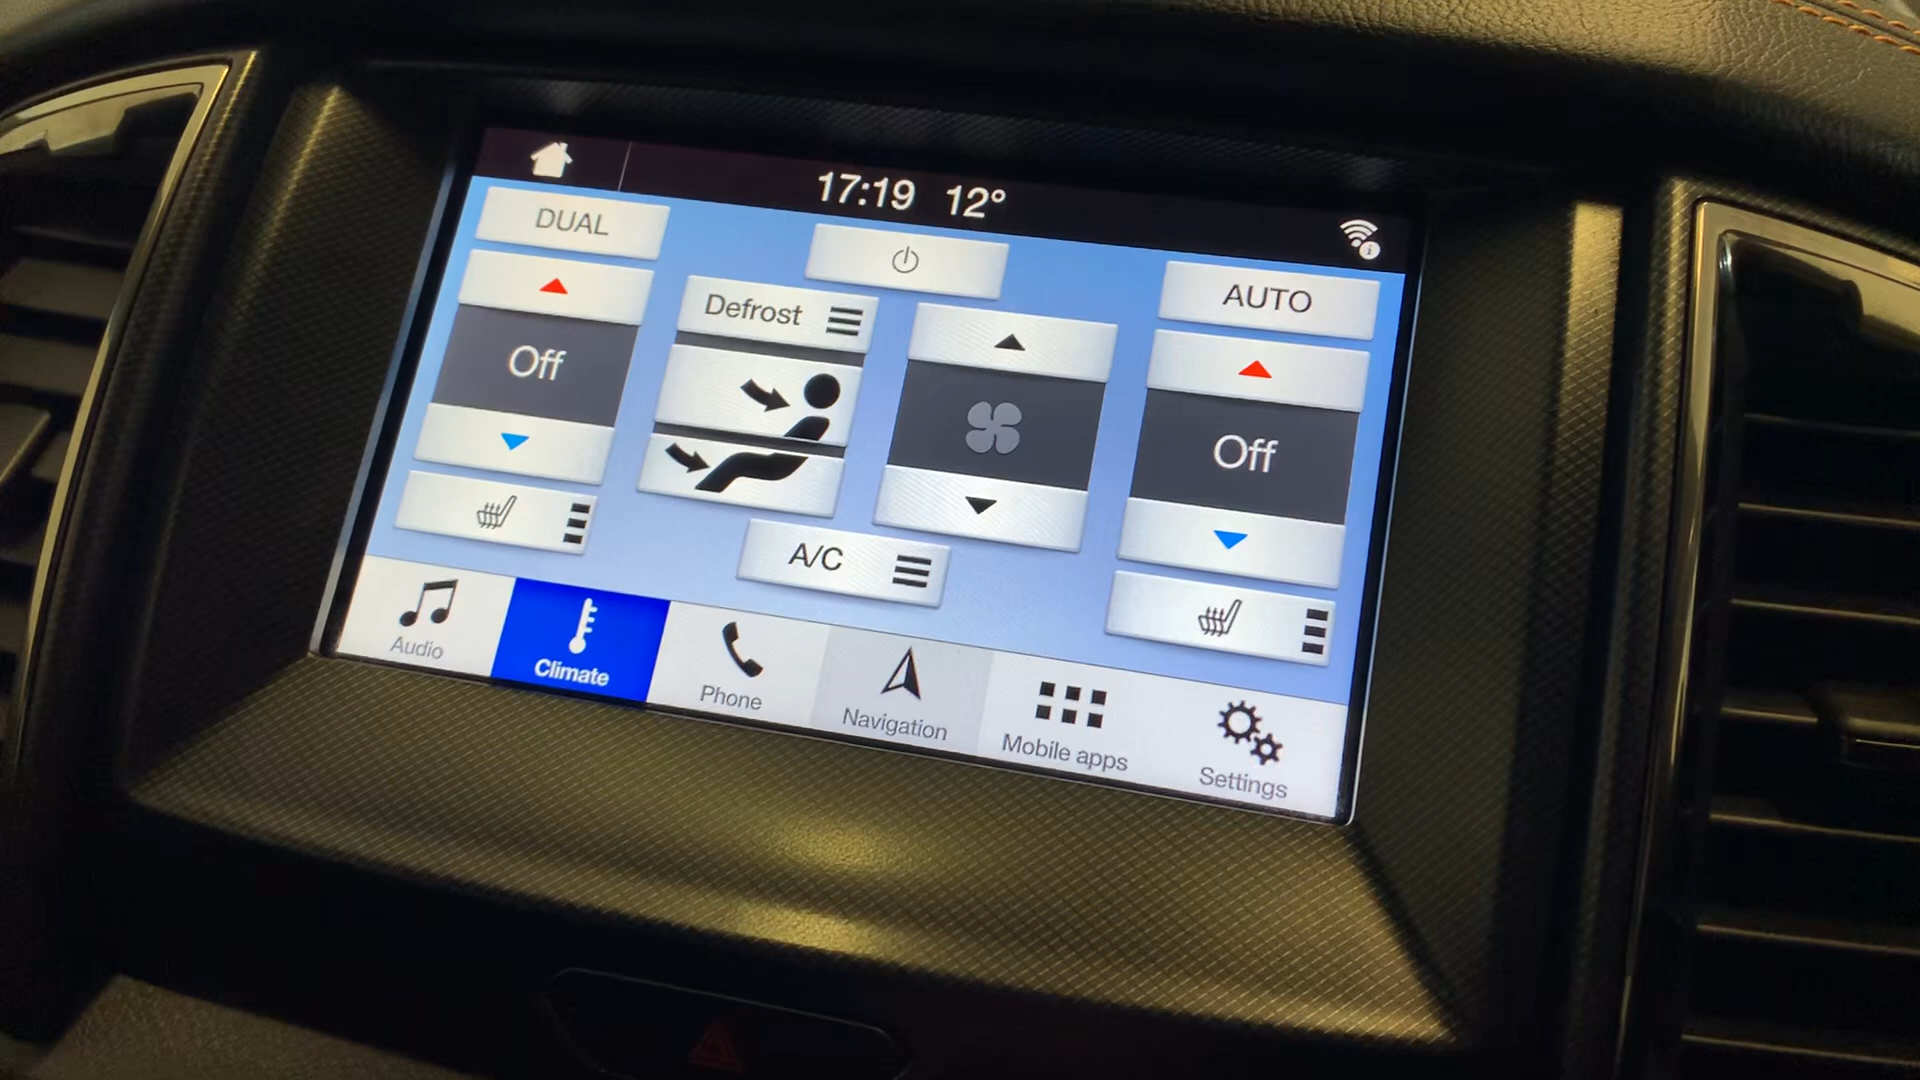 17:19 12°
DUAL
AUTO
Defrost
Off
Off
A/C
Audio
Climate
Phone
Navigation
Mobile apps
Settings